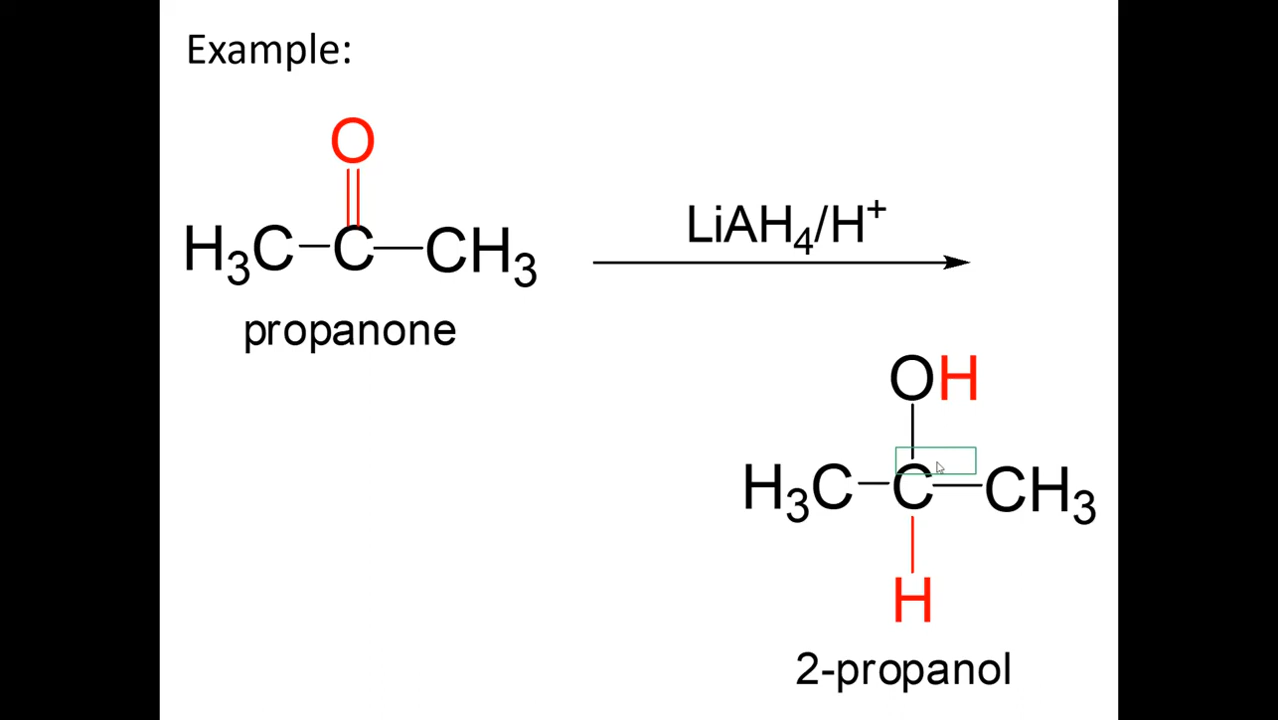 Example:
O
H₃C–C–CH₃
propanone
LiAH₄/H⁺
OH
H₃C–C–CH₃
H
2-propanol